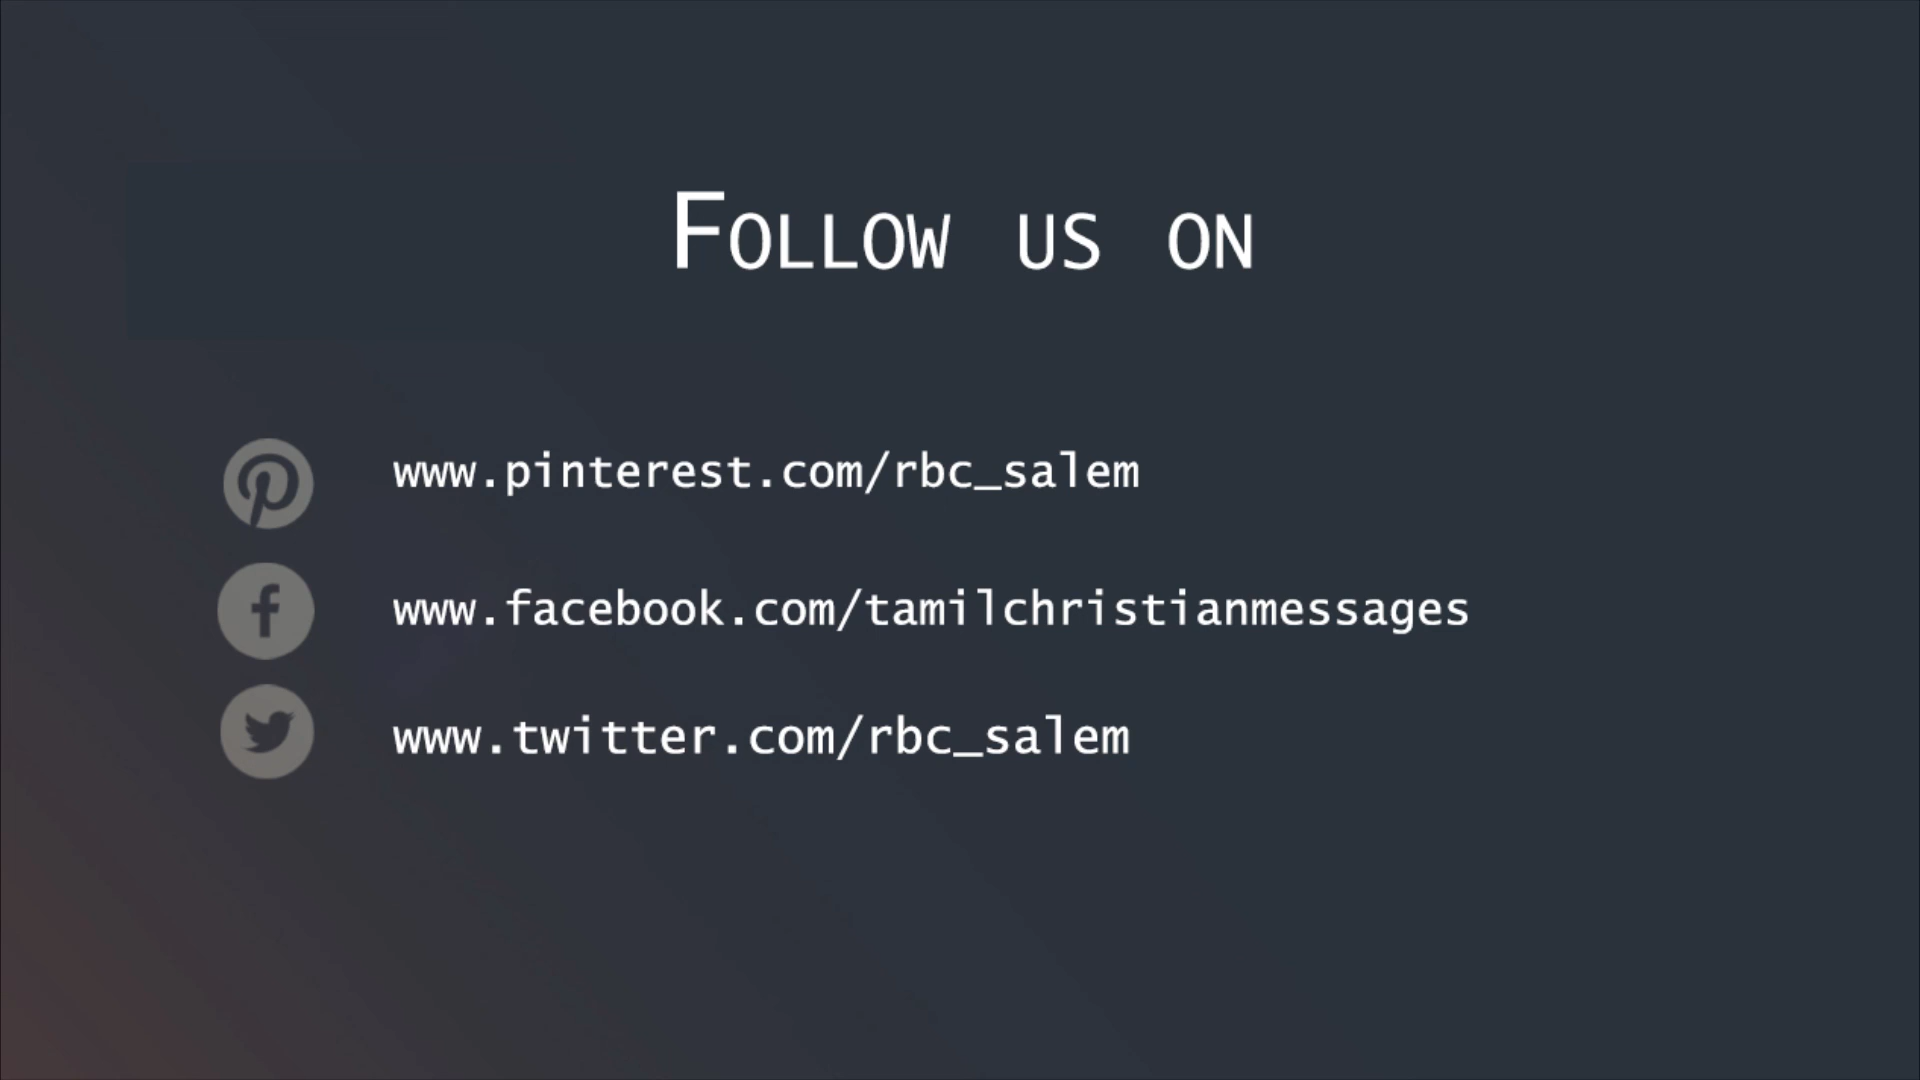 Follow us on
www.pinterest.com/rbc_salem
www.facebook.com/tamilchristianmessages
www.twitter.com/rbc_salem